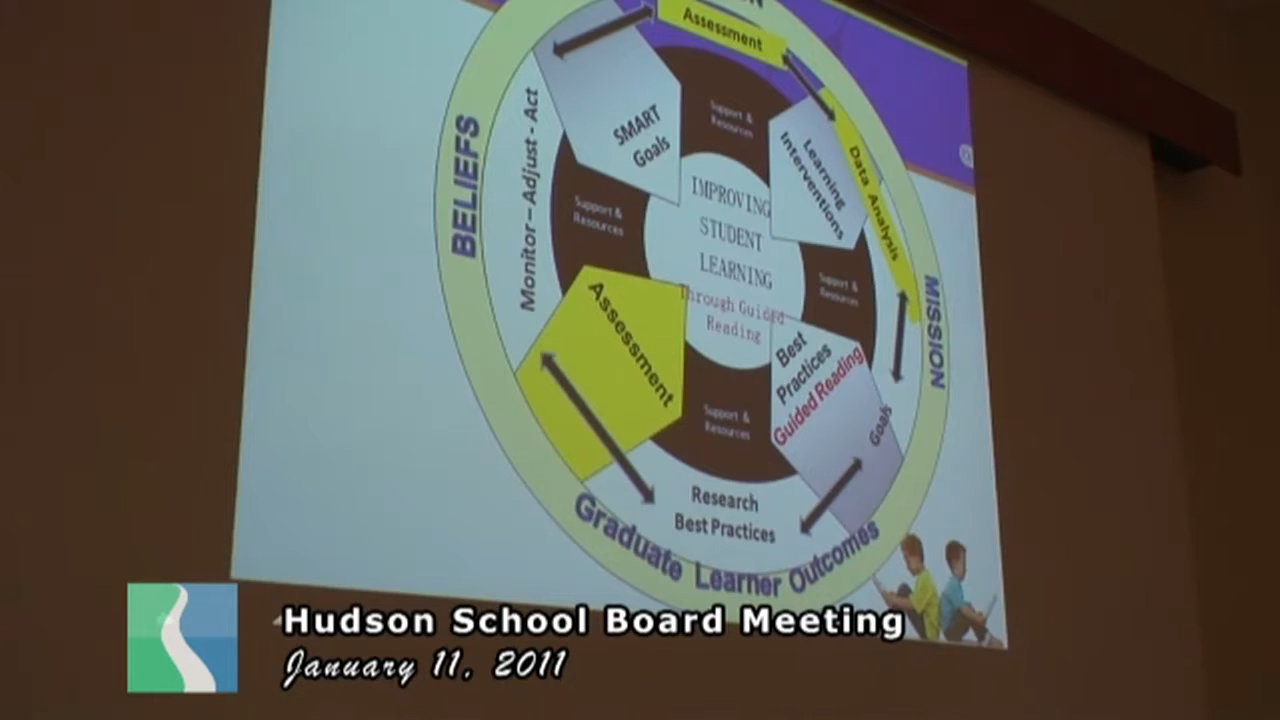 Assessment
SMART
Goals
Support &
Resources
Learning
Interventions
Data Analysis
BELIEFS
Monitor – Adjust - Act
Support &
Resources
IMPROVING
STUDENT
LEARNING
Through Guided
Reading
Support &
Resources
MISSION
Assessment
Best
Practices
Guided Reading
Goals
Support &
Resources
Research
Best Practices
Graduate Learner Outcomes
Hudson School Board Meeting
January 11, 2011